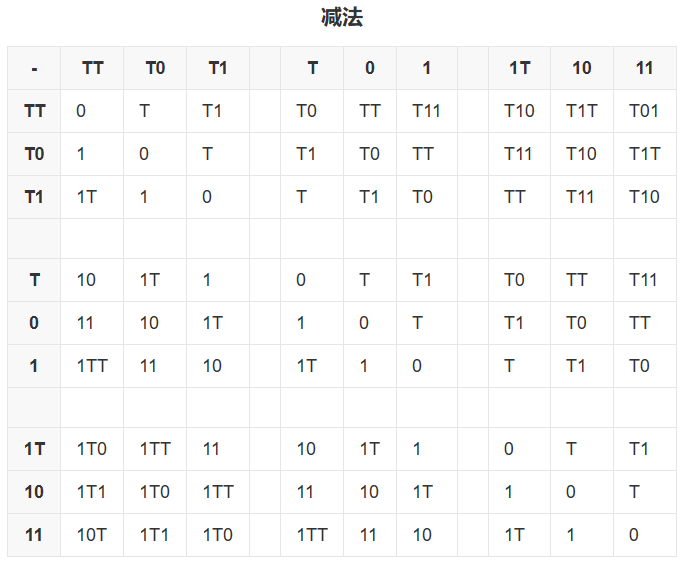 减法
- TT T0 T1 T 0 1 1T 10 11
TT 0 T T1 T0 TT T11 T10 T1T T01
T0 1 0 T T1 T0 TT T11 T10 T1T
T1 1T 1 0 T T1 T0 TT T11 T10
T 10 1T 1 0 T T1 T0 TT T11
0 11 10 1T 1 0 T T1 T0 TT
1 1TT 11 10 1T 1 0 T T1 T0
1T 1T0 1TT 11 10 1T 1 0 T T1
10 1T1 1T0 1TT 11 10 1T 1 0 T
11 10T 1T1 1T0 1TT 11 10 1T 1 0